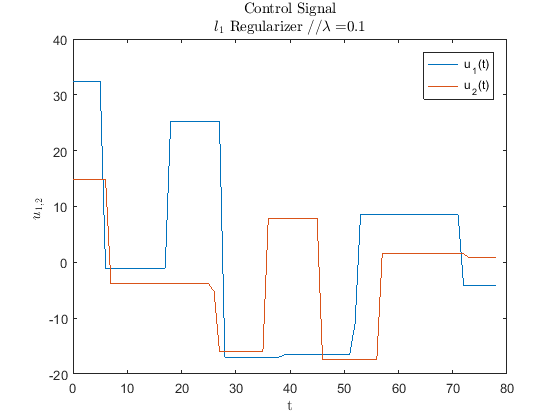 Control Signal
l₁ Regularizer //λ =0.1
40
30
20
10
0
-10
-20
u₁,₂
0 10 20 30 40 50 60 70 80
t
u₁(t)
u₂(t)